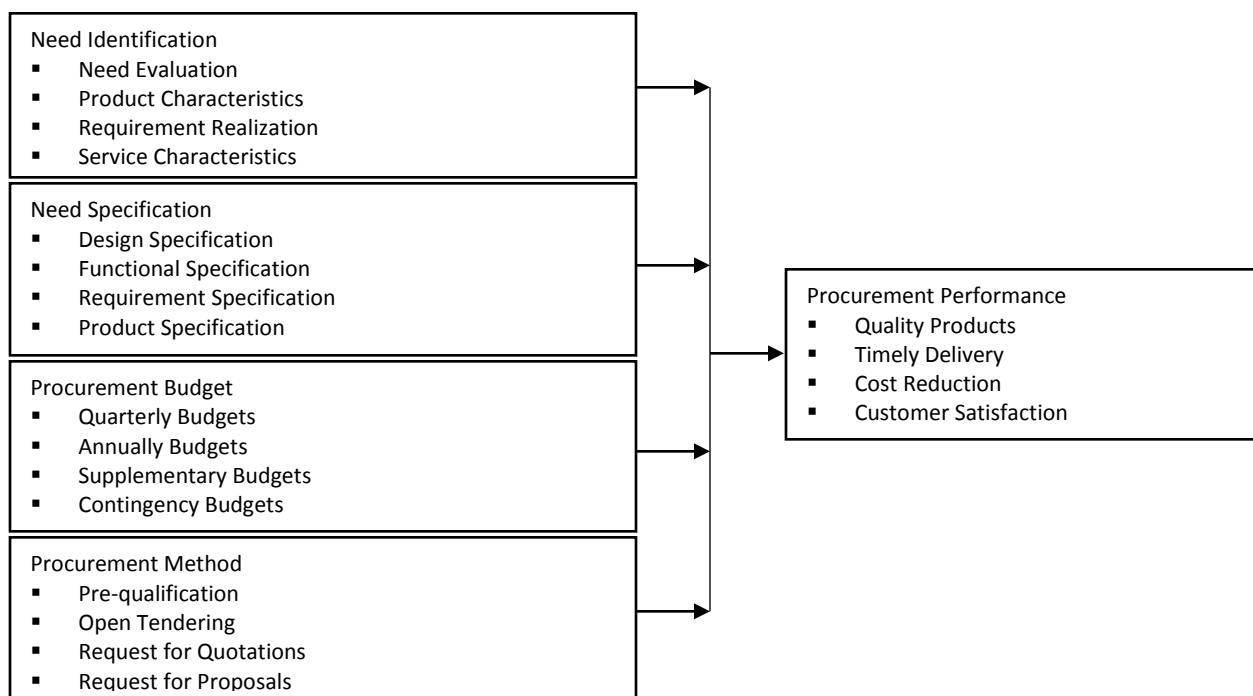 Need Identification
▪ Need Evaluation
▪ Product Characteristics
▪ Requirement Realization
▪ Service Characteristics
Need Specification
▪ Design Specification
▪ Functional Specification
▪ Requirement Specification
▪ Product Specification
Procurement Budget
▪ Quarterly Budgets
▪ Annually Budgets
▪ Supplementary Budgets
▪ Contingency Budgets
Procurement Method
▪ Pre-qualification
▪ Open Tendering
▪ Request for Quotations
▪ Request for Proposals
Procurement Performance
▪ Quality Products
▪ Timely Delivery
▪ Cost Reduction
▪ Customer Satisfaction